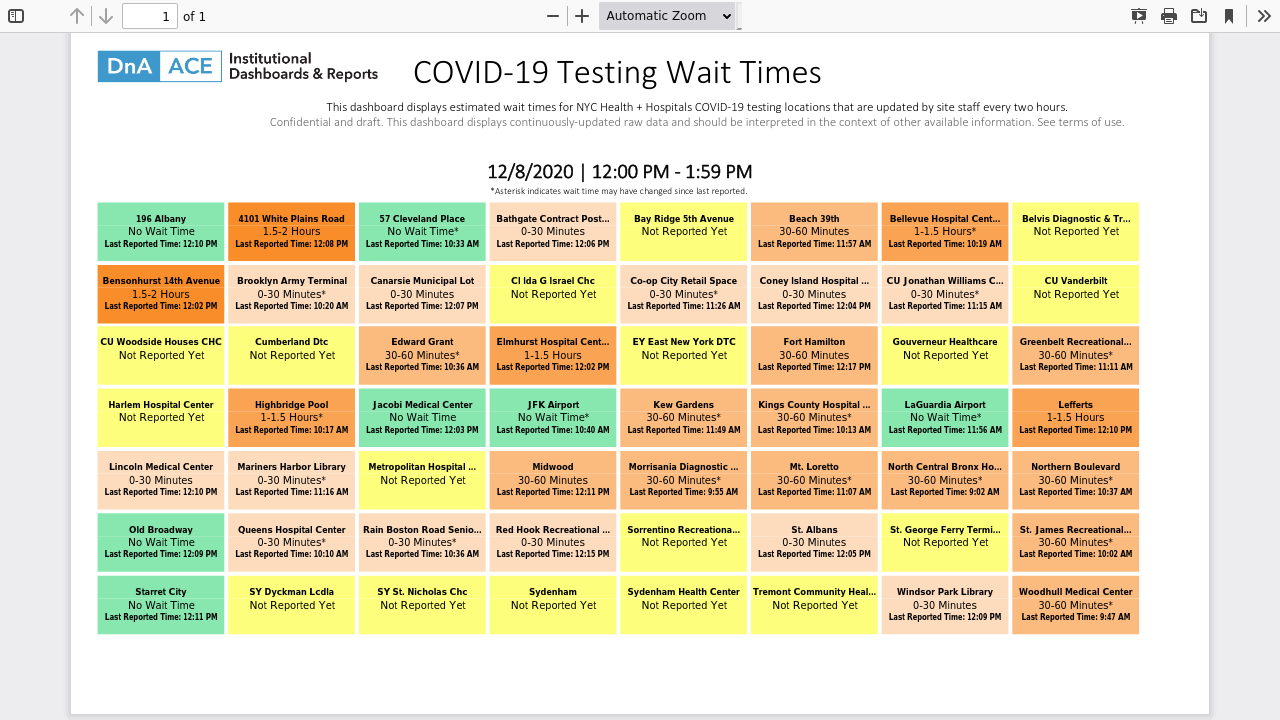 1 of 1 Automatic Zoom
DnA ACE Institutional
Dashboards & Reports
COVID-19 Testing Wait Times
This dashboard displays estimated wait times for NYC Health + Hospitals COVID-19 testing locations that are updated by site staff every two hours.
Confidential and draft. This dashboard displays continuously-updated raw data and should be interpreted in the context of other available information. See terms of use.
12/8/2020 | 12:00 PM - 1:59 PM
*Asterisk indicates wait time may have changed since last reported.
196 Albany
No Wait Time
Last Reported Time: 12:10 PM
4101 White Plains Road
1.5-2 Hours
Last Reported Time: 12:08 PM
57 Cleveland Place
No Wait Time*
Last Reported Time: 10:33 AM
Bathgate Contract Post...
0-30 Minutes
Last Reported Time: 12:06 PM
Bay Ridge 5th Avenue
Not Reported Yet
Beach 39th
30-60 Minutes
Last Reported Time: 11:57 AM
Bellevue Hospital Cent...
1-1.5 Hours*
Last Reported Time: 10:19 AM
Belvis Diagnostic & Tr...
Not Reported Yet
Bensonhurst 14th Avenue
1.5-2 Hours
Last Reported Time: 12:02 PM
Brooklyn Army Terminal
0-30 Minutes*
Last Reported Time: 10:20 AM
Canarsie Municipal Lot
0-30 Minutes
Last Reported Time: 12:07 PM
CI Ida G Israel Chc
Not Reported Yet
Co-op City Retail Space
0-30 Minutes*
Last Reported Time: 11:26 AM
Coney Island Hospital ...
0-30 Minutes
Last Reported Time: 12:04 PM
CU Jonathan Williams C...
0-30 Minutes*
Last Reported Time: 11:15 AM
CU Vanderbilt
Not Reported Yet
CU Woodside Houses CHC
Not Reported Yet
Cumberland Dtc
Not Reported Yet
Edward Grant
30-60 Minutes*
Last Reported Time: 10:36 AM
Elmhurst Hospital Cent...
1-1.5 Hours
Last Reported Time: 12:02 PM
EY East New York DTC
Not Reported Yet
Fort Hamilton
30-60 Minutes
Last Reported Time: 12:17 PM
Gouverneur Healthcare
Not Reported Yet
Greenbelt Recreational...
30-60 Minutes*
Last Reported Time: 11:11 AM
Harlem Hospital Center
Not Reported Yet
Highbridge Pool
1-1.5 Hours*
Last Reported Time: 10:17 AM
Jacobi Medical Center
No Wait Time
Last Reported Time: 12:03 PM
JFK Airport
No Wait Time*
Last Reported Time: 10:40 AM
Kew Gardens
30-60 Minutes*
Last Reported Time: 11:49 AM
Kings County Hospital ...
30-60 Minutes*
Last Reported Time: 10:13 AM
LaGuardia Airport
No Wait Time*
Last Reported Time: 11:56 AM
Lefferts
1-1.5 Hours
Last Reported Time: 12:10 PM
Lincoln Medical Center
0-30 Minutes
Last Reported Time: 12:10 PM
Mariners Harbor Library
0-30 Minutes*
Last Reported Time: 11:16 AM
Metropolitan Hospital ...
Not Reported Yet
Midwood
30-60 Minutes
Last Reported Time: 12:11 PM
Morrisania Diagnostic ...
30-60 Minutes*
Last Reported Time: 9:55 AM
Mt. Loretto
30-60 Minutes*
Last Reported Time: 11:07 AM
North Central Bronx Ho...
30-60 Minutes*
Last Reported Time: 9:02 AM
Northern Boulevard
30-60 Minutes*
Last Reported Time: 10:37 AM
Old Broadway
No Wait Time
Last Reported Time: 12:09 PM
Queens Hospital Center
0-30 Minutes*
Last Reported Time: 10:10 AM
Rain Boston Road Senio...
0-30 Minutes*
Last Reported Time: 10:36 AM
Red Hook Recreational ...
0-30 Minutes
Last Reported Time: 12:15 PM
Sorrentino Recreationa...
Not Reported Yet
St. Albans
0-30 Minutes
Last Reported Time: 12:05 PM
St. George Ferry Termi...
Not Reported Yet
St. James Recreational...
30-60 Minutes*
Last Reported Time: 10:02 AM
Starret City
No Wait Time
Last Reported Time: 12:11 PM
SY Dyckman Lcdla
Not Reported Yet
SY St. Nicholas Chc
Not Reported Yet
Sydenham
Not Reported Yet
Sydenham Health Center
Not Reported Yet
Tremont Community Heal...
Not Reported Yet
Windsor Park Library
0-30 Minutes
Last Reported Time: 12:09 PM
Woodhull Medical Center
30-60 Minutes*
Last Reported Time: 9:47 AM